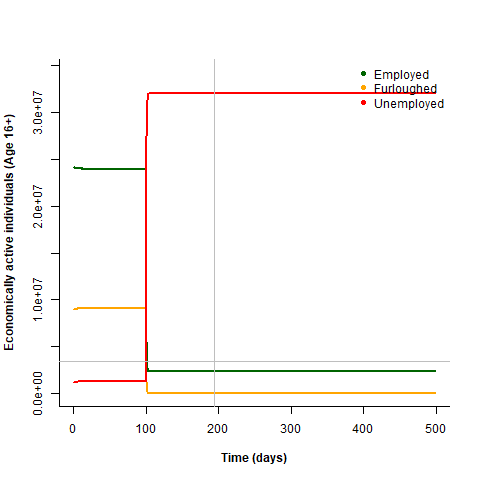 Employed
Furloughed
Unemployed
Economically active individuals (Age 16+)
3.0e+07
2.0e+07
1.0e+07
0.0e+00
0 100 200 300 400 500
Time (days)